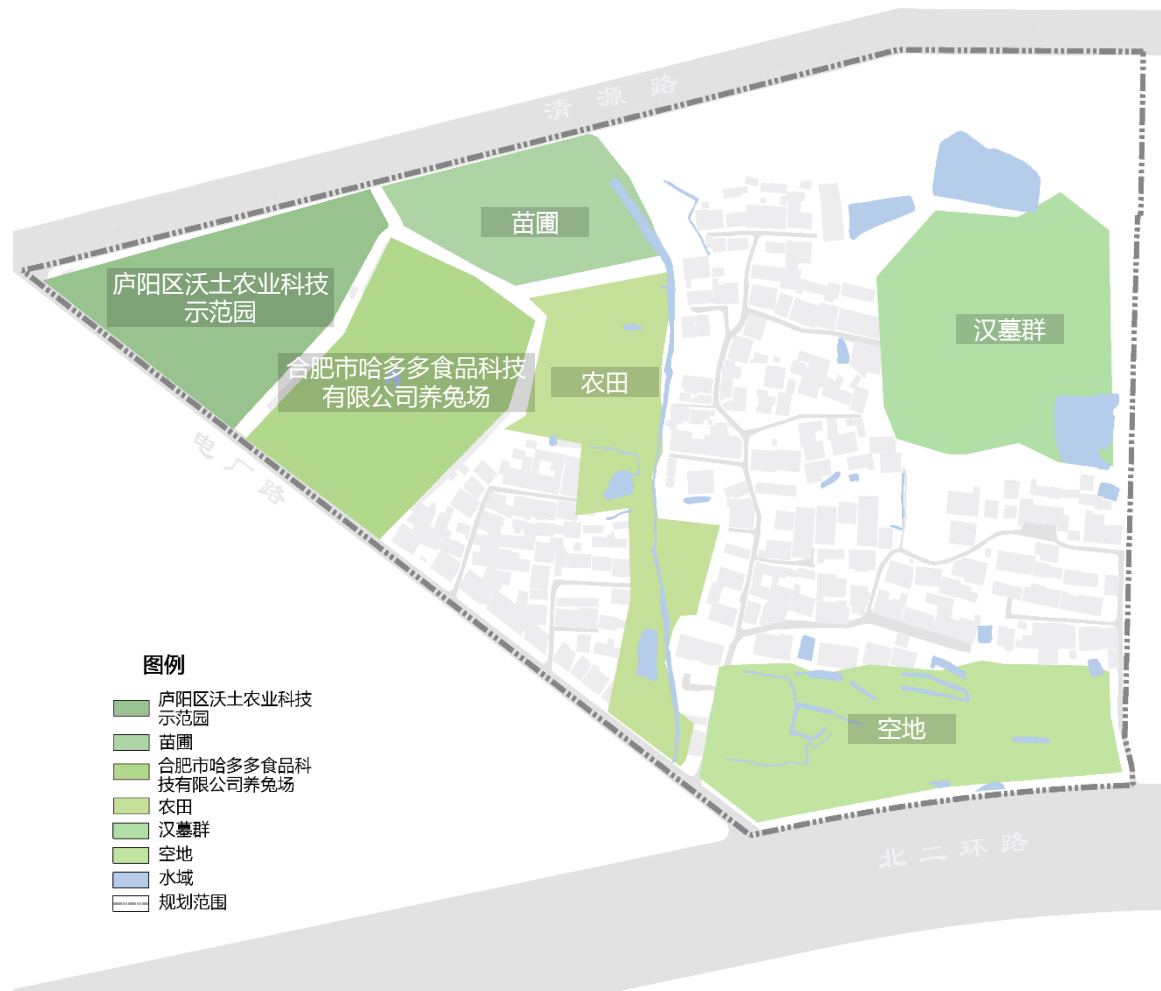 清源路
苗圃
庐阳区沃土农业科技
示范园
汉墓群
合肥市哈多多食品科技
有限公司养兔场
农田
电厂路
空地
北二环路
图例
庐阳区沃土农业科技
示范园
苗圃
合肥市哈多多食品科
技有限公司养兔场
农田
汉墓群
空地
水域
规划范围